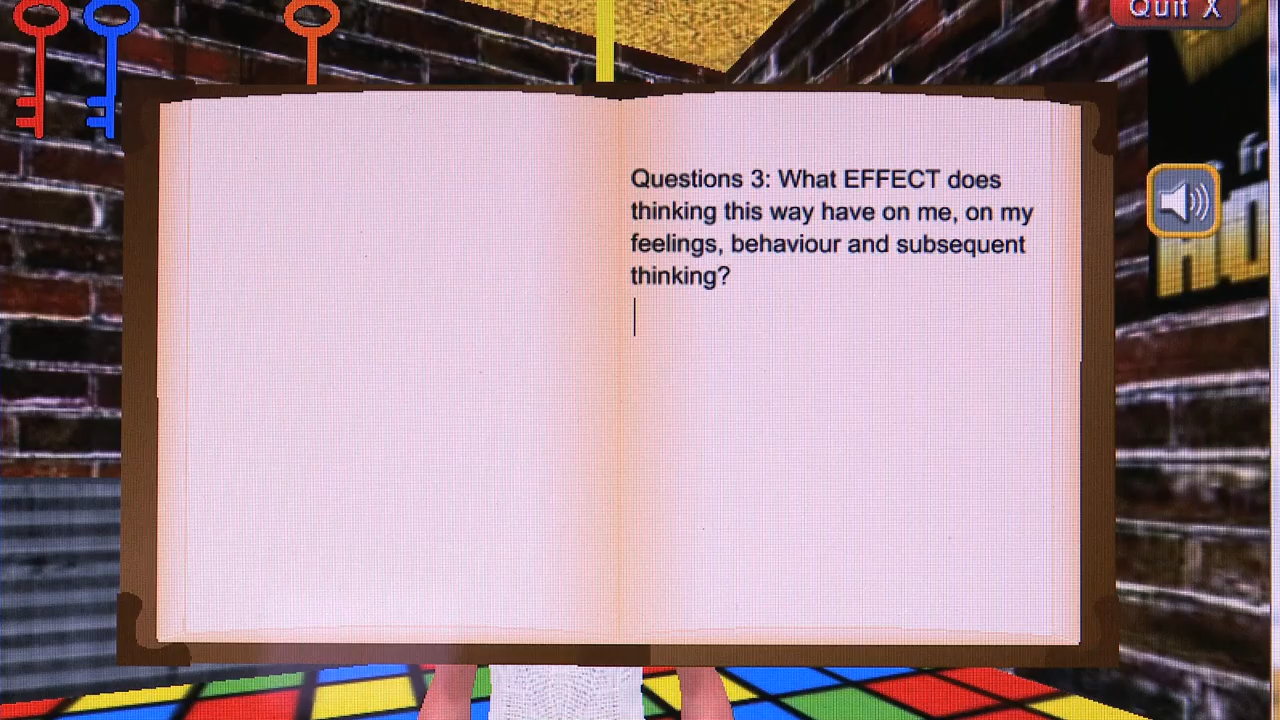 Quit X
Questions 3: What EFFECT does
thinking this way have on me, on my
feelings, behaviour and subsequent
thinking?